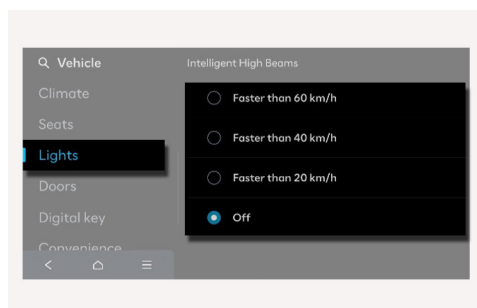 Vehicle
Climate
Seats
Lights
Doors
Digital key
Convenience
Intelligent High Beams
Faster than 60 km/h
Faster than 40 km/h
Faster than 20 km/h
Off